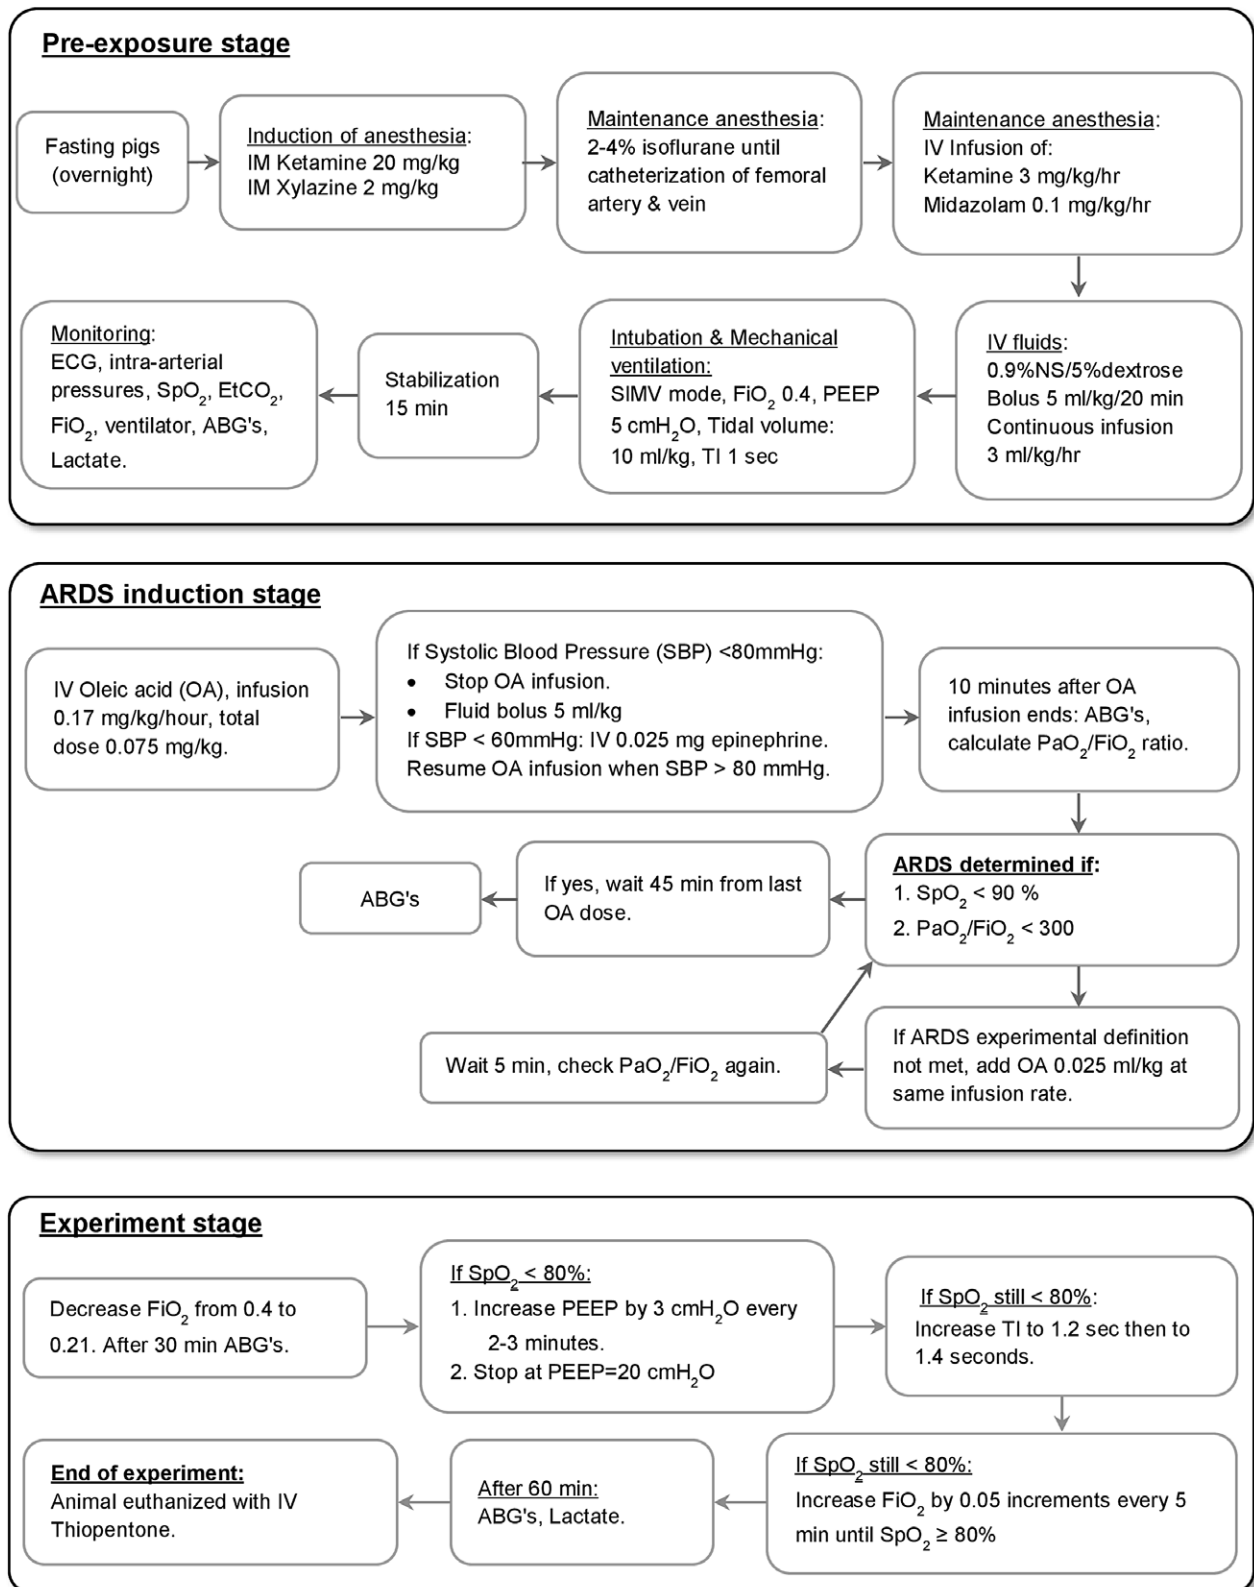 Pre-exposure stage
Fasting pigs
(overnight)
Induction of anesthesia:
IM Ketamine 20 mg/kg
IM Xylazine 2 mg/kg
Maintenance anesthesia:
2-4% isoflurane until
catheterization of femoral
artery & vein
Maintenance anesthesia:
IV Infusion of:
Ketamine 3 mg/kg/hr
Midazolam 0.1 mg/kg/hr
IV fluids:
0.9%NS/5%dextrose
Bolus 5 ml/kg/20 min
Continuous infusion
3 ml/kg/hr
Intubation & Mechanical
ventilation:
SIMV mode, FiO₂ 0.4, PEEP
5 cmH₂O, Tidal volume:
10 ml/kg, TI 1 sec
Stabilization
15 min
Monitoring:
ECG, intra-arterial
pressures, SpO₂, EtCO₂,
FiO₂, ventilator, ABG's,
Lactate.
ARDS induction stage
IV Oleic acid (OA), infusion
0.17 mg/kg/hour, total
dose 0.075 mg/kg.
If Systolic Blood Pressure (SBP) <80mmHg:
• Stop OA infusion.
• Fluid bolus 5 ml/kg
If SBP < 60mmHg: IV 0.025 mg epinephrine.
Resume OA infusion when SBP > 80 mmHg.
10 minutes after OA
infusion ends: ABG's,
calculate PaO₂/FiO₂ ratio.
ARDS determined if:
1. SpO₂ < 90 %
2. PaO₂/FiO₂ < 300
If yes, wait 45 min from last
OA dose.
ABG's
If ARDS experimental definition
not met, add OA 0.025 ml/kg at
same infusion rate.
Wait 5 min, check PaO₂/FiO₂ again.
Experiment stage
Decrease FiO₂ from 0.4 to
0.21. After 30 min ABG's.
If SpO₂ < 80%:
1. Increase PEEP by 3 cmH₂O every
2-3 minutes.
2. Stop at PEEP=20 cmH₂O
If SpO₂ still < 80%:
Increase TI to 1.2 sec then to
1.4 seconds.
If SpO₂ still < 80%:
Increase FiO₂ by 0.05 increments every 5
min until SpO₂ ≥ 80%
After 60 min:
ABG's, Lactate.
End of experiment:
Animal euthanized with IV
Thiopentone.